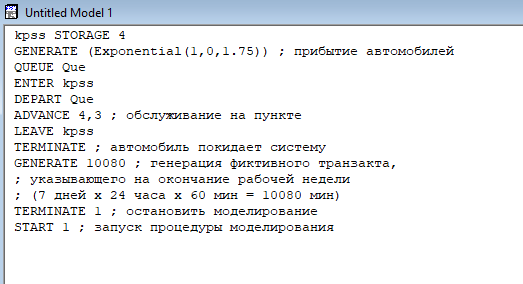 Untitled Model 1
kpss STORAGE 4
GENERATE (Exponential(1,0,1.75)) ; прибытие автомобилей
QUEUE Que
ENTER kpss
DEPART Que
ADVANCE 4,3 ; обслуживание на пункте
LEAVE kpss
TERMINATE ; автомобиль покидает систему
GENERATE 10080 ; генерация фиктивного транзакта,
; указывающего на окончание рабочей недели
; (7 дней х 24 часа х 60 мин = 10080 мин)
TERMINATE 1 ; остановить моделирование
START 1 ; запуск процедуры моделирования